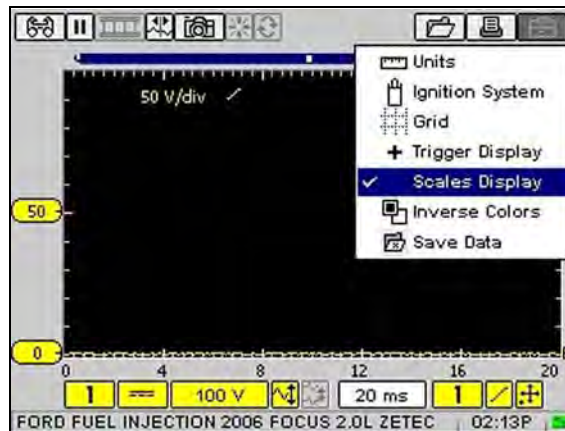 Units
Ignition System
50 V/div
Grid
Trigger Display
Scales Display
50
Inverse Colors
Save Data
0
0 4 8 12 16 20
1 100 V 20 ms 1
FORD FUEL INJECTION 2006 FOCUS 2.0L ZETEC 02:13P